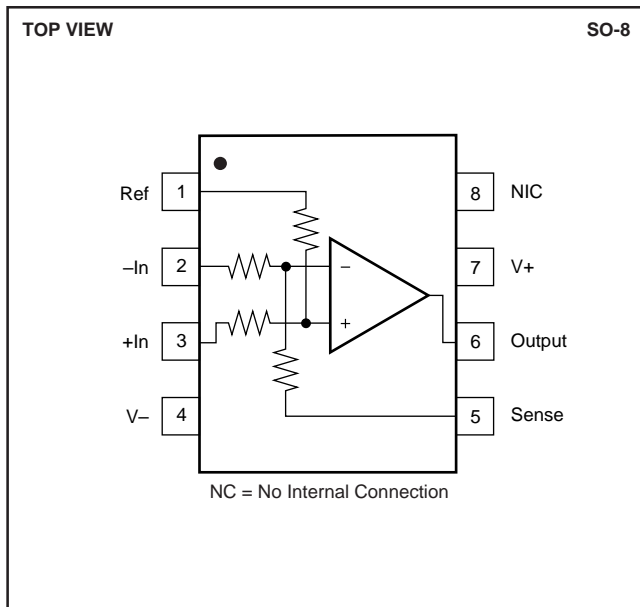 TOP VIEW SO-8
Ref 1 8 NIC
–In 2 – 7 V+
+In 3 + 6 Output
V– 4 5 Sense
NC = No Internal Connection